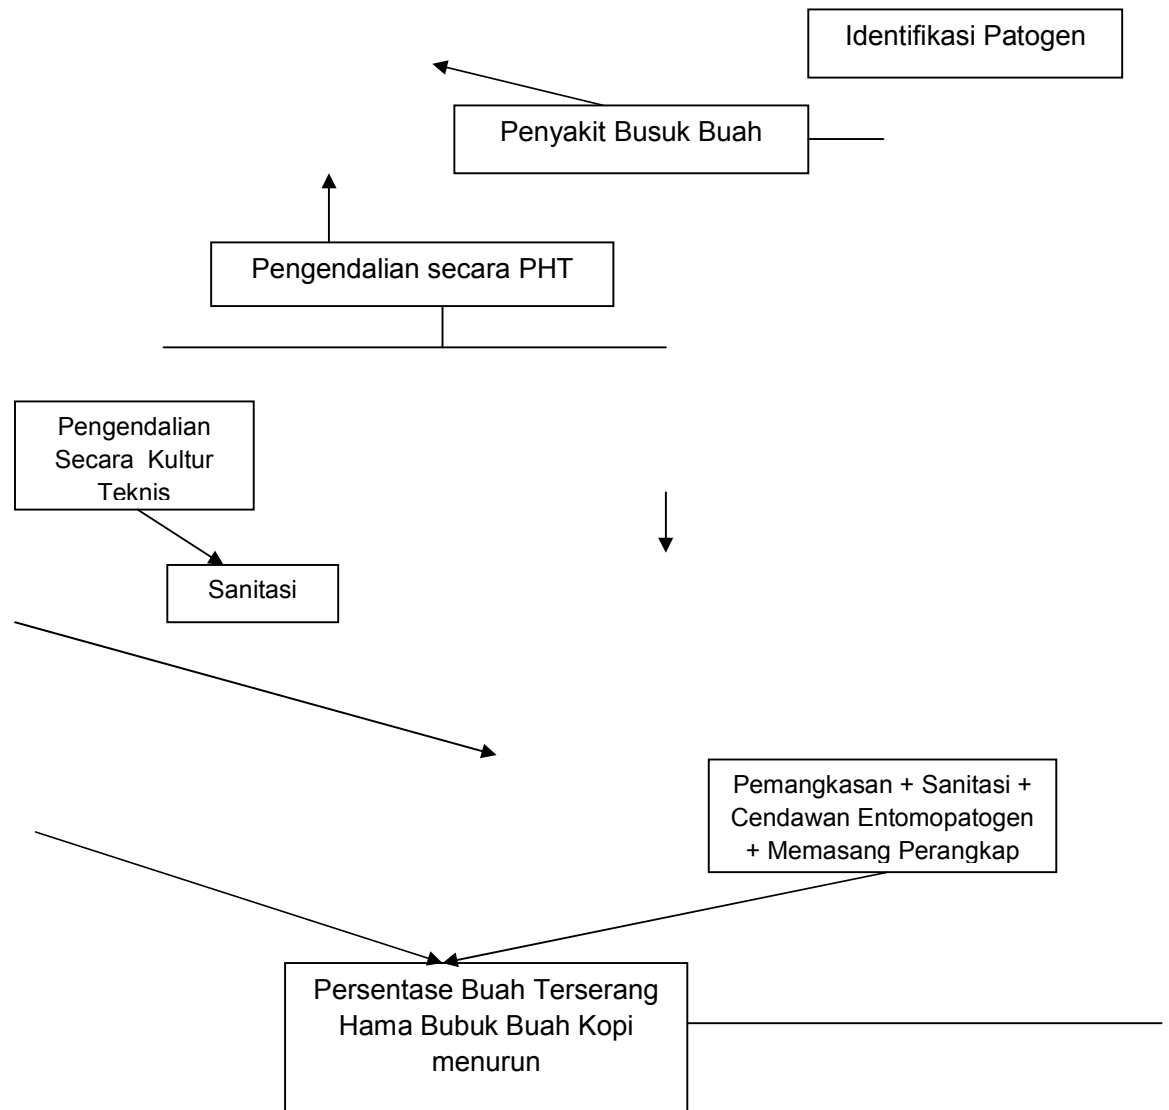 Identifikasi Patogen
Penyakit Busuk Buah
Pengendalian secara PHT
Pengendalian
Secara Kultur
Teknis
Sanitasi
Pemangkasan + Sanitasi +
Cendawan Entomopatogen
+ Memasang Perangkap
Persentase Buah Terserang
Hama Bubuk Buah Kopi
menurun